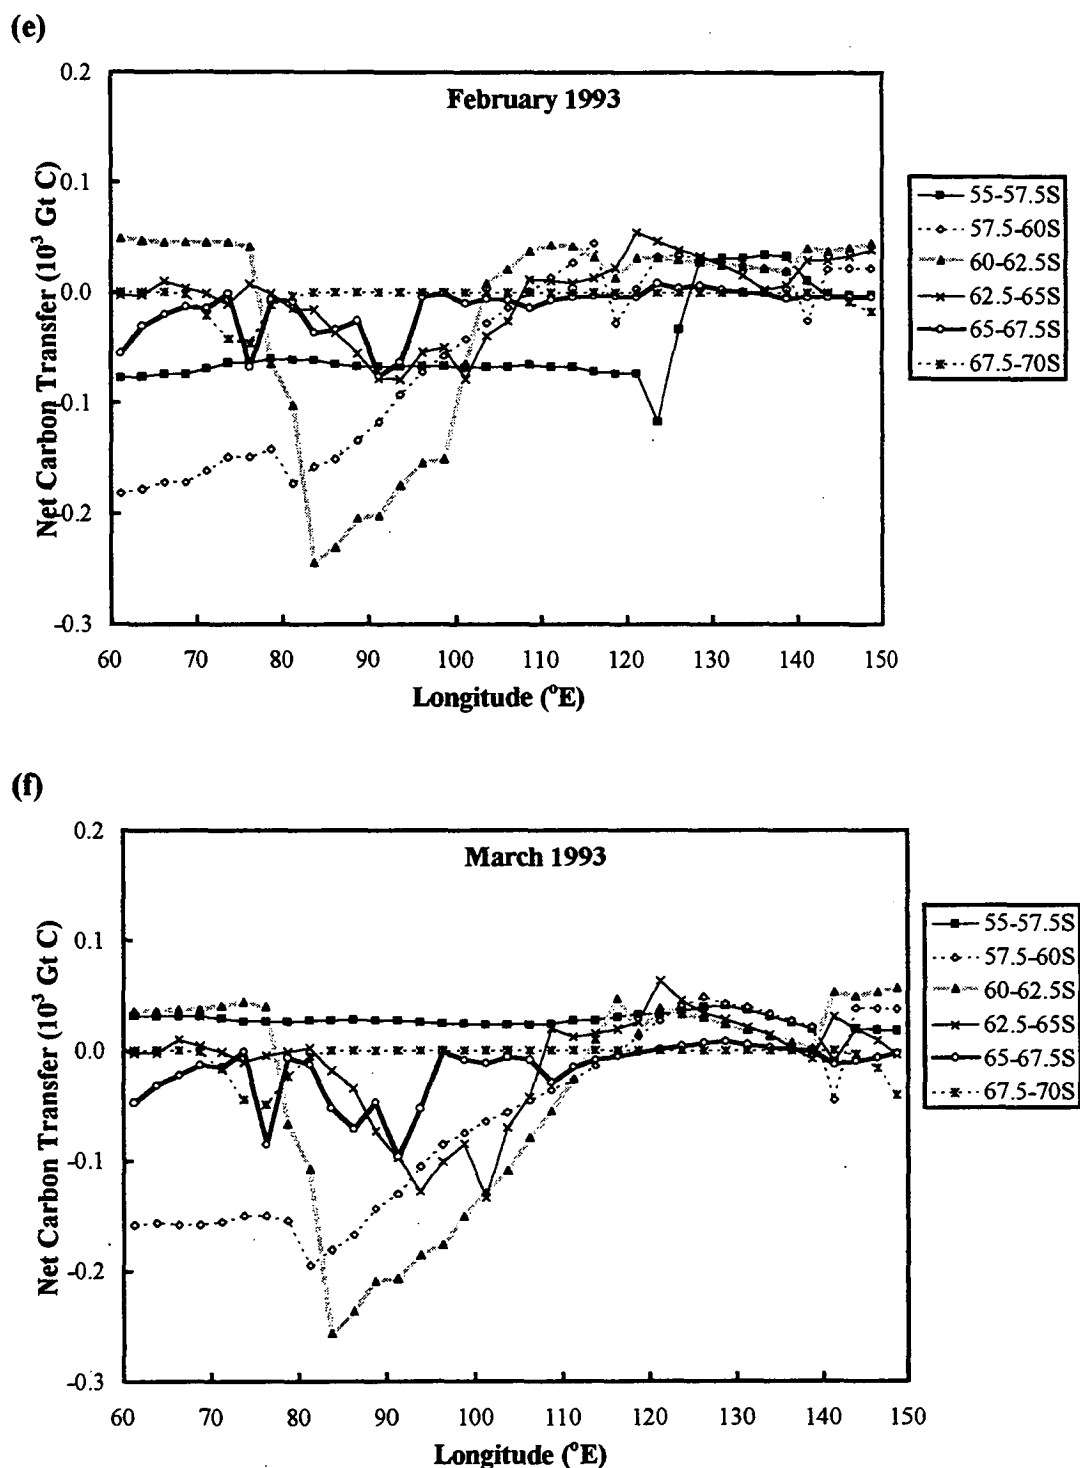 (e)
February 1993
0.2
0.1
0.0
-0.1
-0.2
-0.3
Net Carbon Transfer (10³ Gt C)
60 70 80 90 100 110 120 130 140 150
Longitude (°E)
55-57.5S
57.5-60S
60-62.5S
62.5-65S
65-67.5S
67.5-70S
(f)
March 1993
0.2
0.1
0.0
-0.1
-0.2
-0.3
Net Carbon Transfer (10³ Gt C)
60 70 80 90 100 110 120 130 140 150
Longitude (°E)
55-57.5S
57.5-60S
60-62.5S
62.5-65S
65-67.5S
67.5-70S